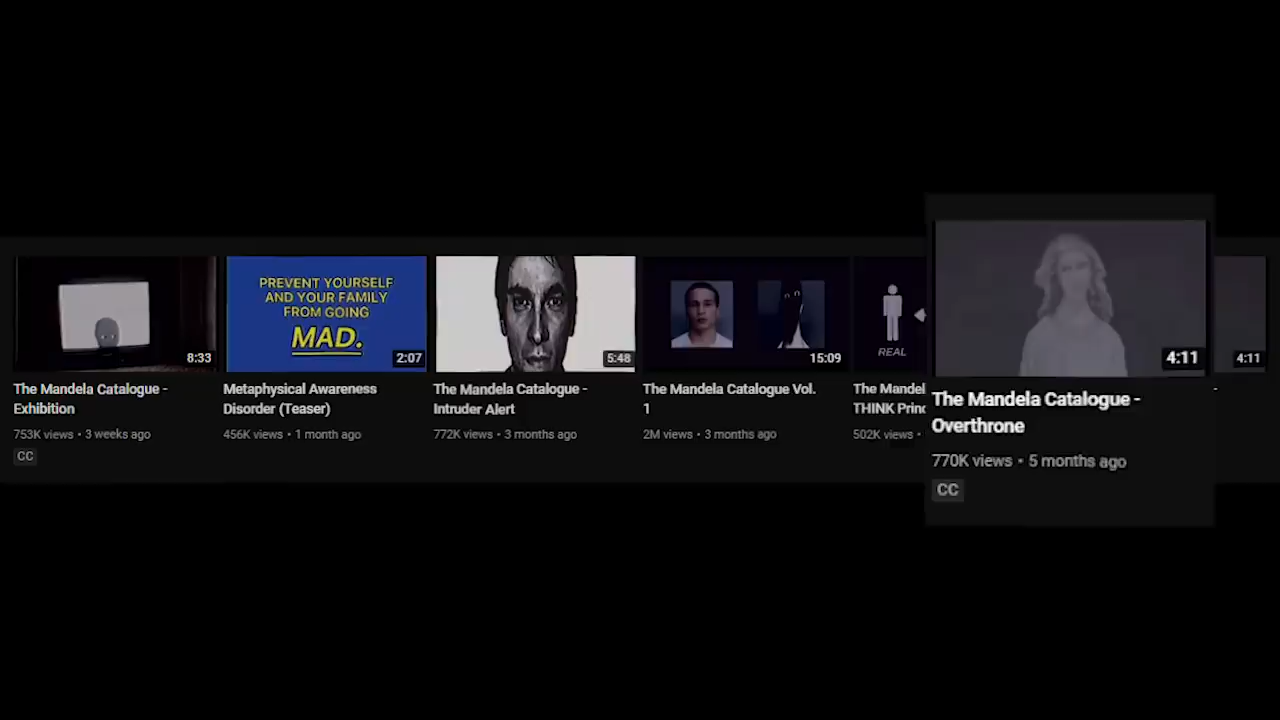 PREVENT YOURSELF
AND YOUR FAMILY
FROM GOING
MAD.
REAL
8:33
2:07
5:48
15:09
4:11
4:11
The Mandela Catalogue -
Exhibition
753K views • 3 weeks ago
CC
Metaphysical Awareness
Disorder (Teaser)
456K views • 1 month ago
The Mandela Catalogue -
Intruder Alert
772K views • 3 months ago
The Mandela Catalogue Vol.
1
2M views • 3 months ago
The Mandel
THINK Princ
502K views •
The Mandela Catalogue -
Overthrone
770K views • 5 months ago
CC